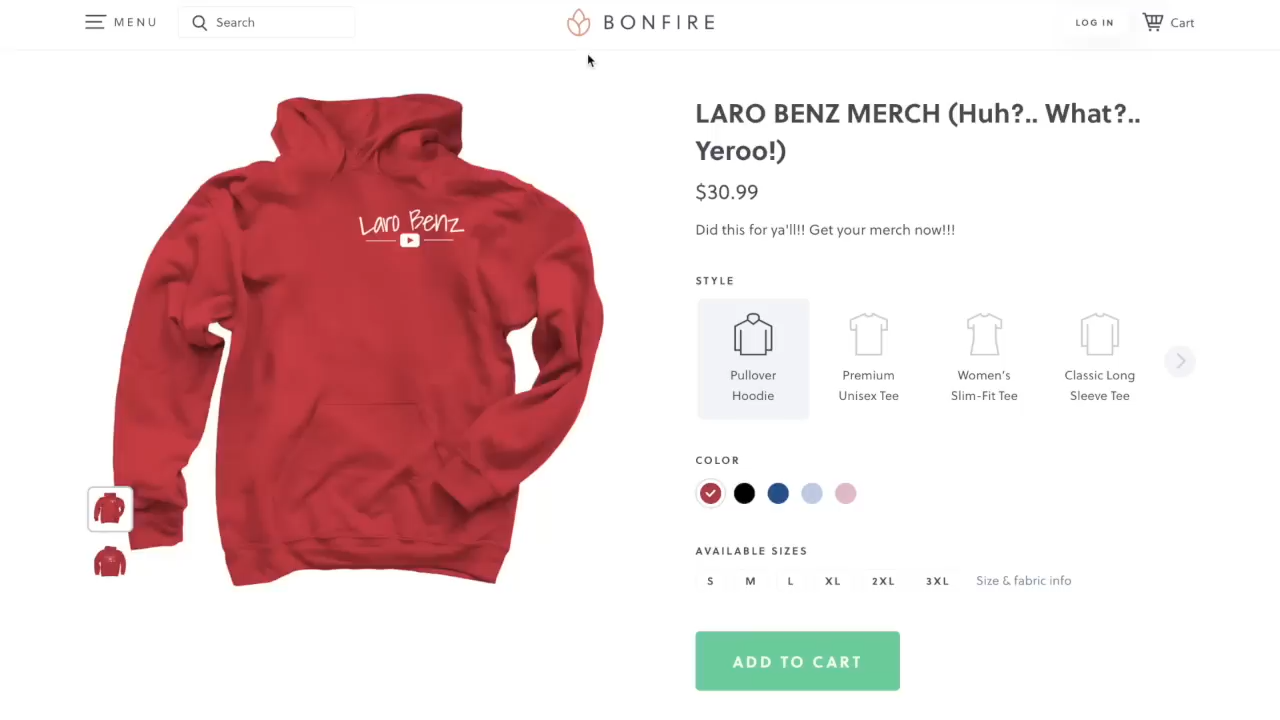 MENU
Search
BONFIRE
LOG IN
Cart
LARO BENZ MERCH (Huh?.. What?..
Yeroo!)
$30.99
Did this for ya'll!! Get your merch now!!!
Laro Benz
STYLE
Pullover
Hoodie
Premium
Unisex Tee
Women's
Slim-Fit Tee
Classic Long
Sleeve Tee
COLOR
AVAILABLE SIZES
S M L XL 2XL 3XL Size & fabric info
ADD TO CART